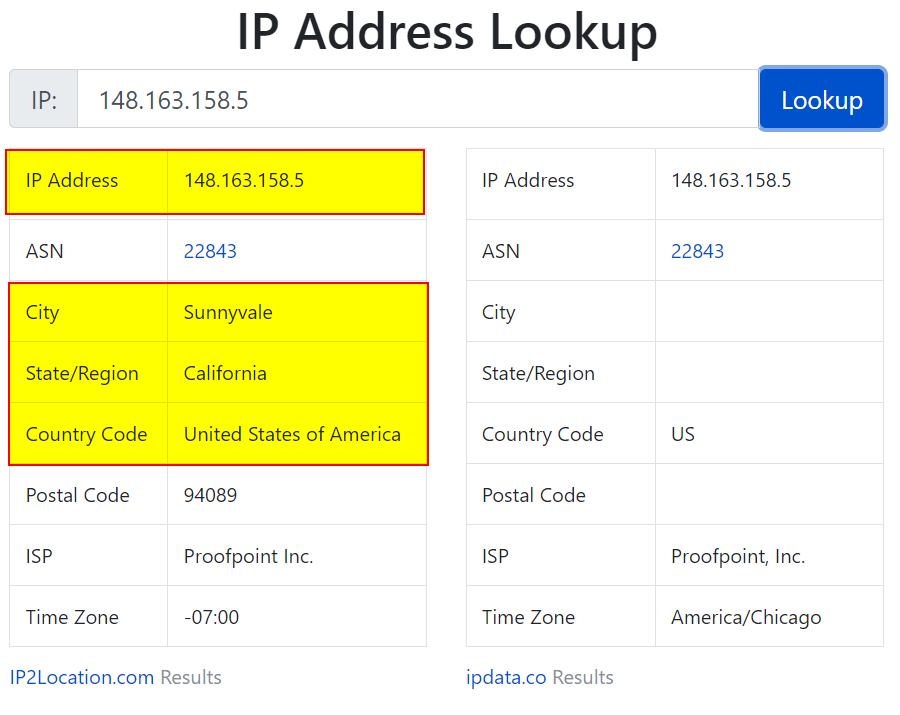 IP Address Lookup
IP: 148.163.158.5 Lookup
IP Address 148.163.158.5
ASN 22843
City Sunnyvale
State/Region California
Country Code United States of America
Postal Code 94089
ISP Proofpoint Inc.
Time Zone -07:00
IP2Location.com Results
IP Address 148.163.158.5
ASN 22843
City
State/Region
Country Code US
Postal Code
ISP Proofpoint, Inc.
Time Zone America/Chicago
ipdata.co Results